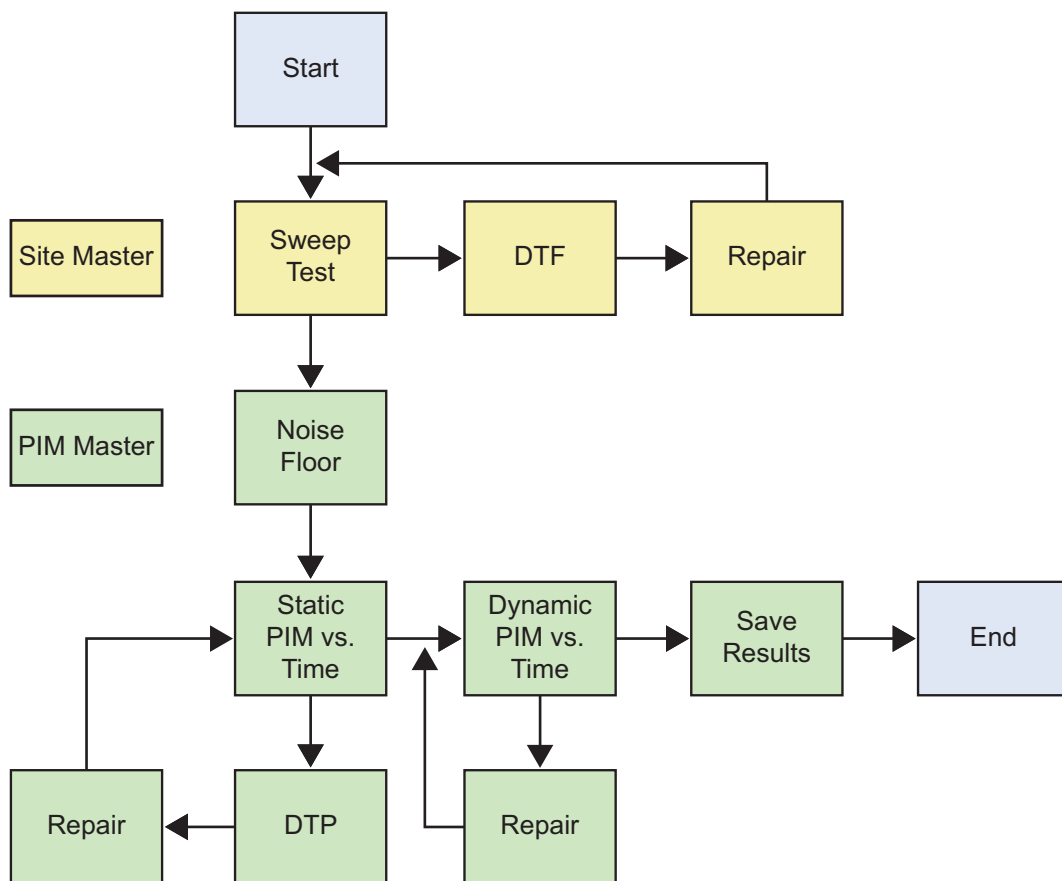 Start
Site Master
Sweep
Test
DTF
Repair
PIM Master
Noise
Floor
Static
PIM vs.
Time
Dynamic
PIM vs.
Time
Save
Results
End
Repair
DTP
Repair